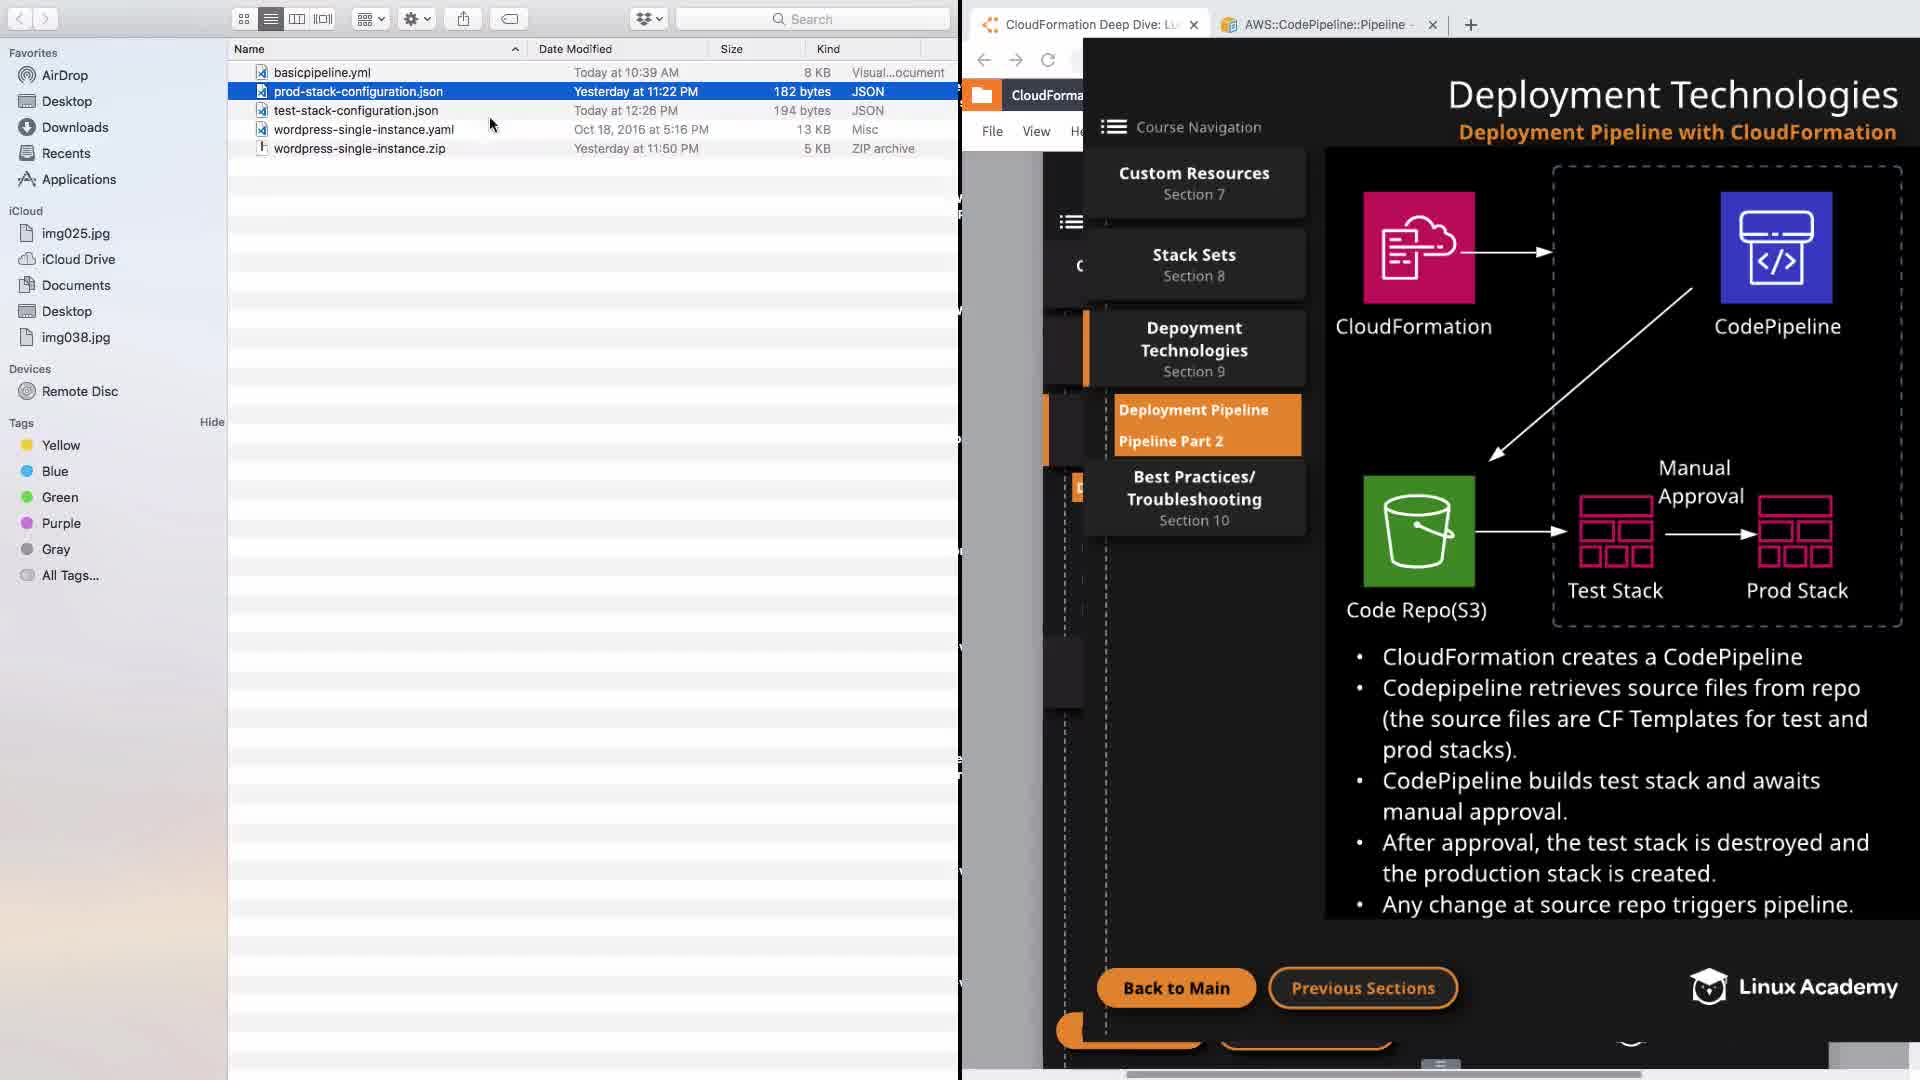 Search
Favorites
AirDrop
Desktop
Downloads
Recents
Applications
iCloud
img025.jpg
iCloud Drive
Documents
Desktop
img038.jpg
Devices
Remote Disc
Tags
Hide
Yellow
Blue
Green
Purple
Gray
All Tags...
Name Date Modified Size Kind
basicpipeline.yml Today at 10:39 AM 8 KB Visual...ocument
prod-stack-configuration.json Yesterday at 11:22 PM 182 bytes JSON
test-stack-configuration.json Today at 12:26 PM 194 bytes JSON
wordpress-single-instance.yaml Oct 18, 2016 at 5:16 PM 13 KB Misc
wordpress-single-instance.zip Yesterday at 11:50 PM 5 KB ZIP archive
CloudFormation Deep Dive: Lu
AWS::CodePipeline::Pipeline -
CloudForma
File View He
Course Navigation
Custom Resources
Section 7
Stack Sets
Section 8
Depoyment
Technologies
Section 9
Deployment Pipeline
Pipeline Part 2
Best Practices/
Troubleshooting
Section 10
Deployment Technologies
Deployment Pipeline with CloudFormation
CloudFormation
CodePipeline
Manual
Approval
Code Repo(S3)
Test Stack
Prod Stack
• CloudFormation creates a CodePipeline
• Codepipeline retrieves source files from repo
(the source files are CF Templates for test and
prod stacks).
• CodePipeline builds test stack and awaits
manual approval.
• After approval, the test stack is destroyed and
the production stack is created.
• Any change at source repo triggers pipeline.
Back to Main
Previous Sections
Linux Academy